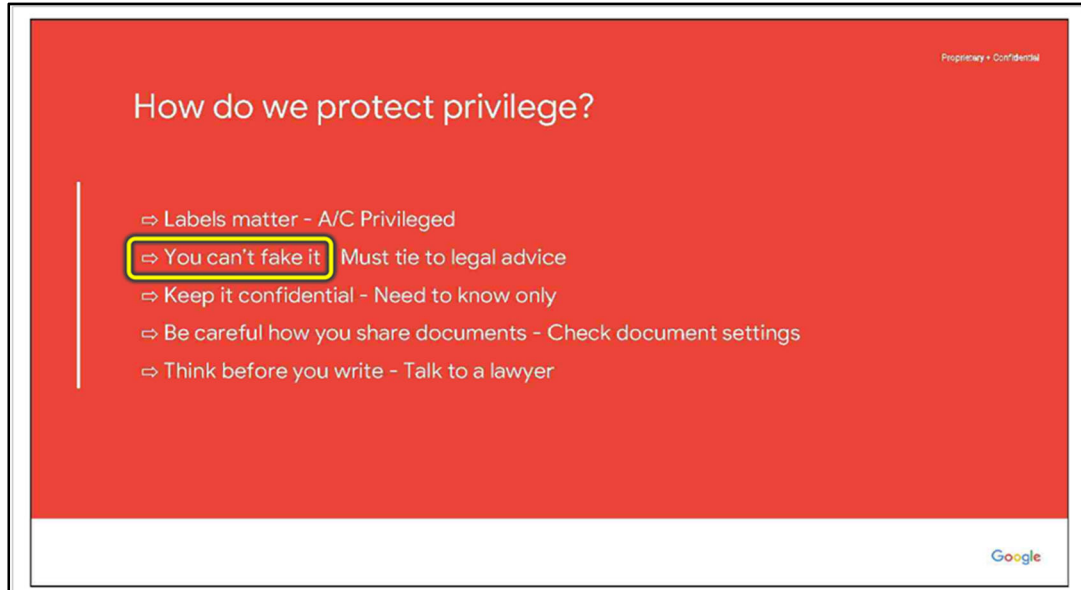 Proprietary + Confidential
How do we protect privilege?
⇨ Labels matter - A/C Privileged
⇨ You can't fake it - Must tie to legal advice
⇨ Keep it confidential - Need to know only
⇨ Be careful how you share documents - Check document settings
⇨ Think before you write - Talk to a lawyer
Google